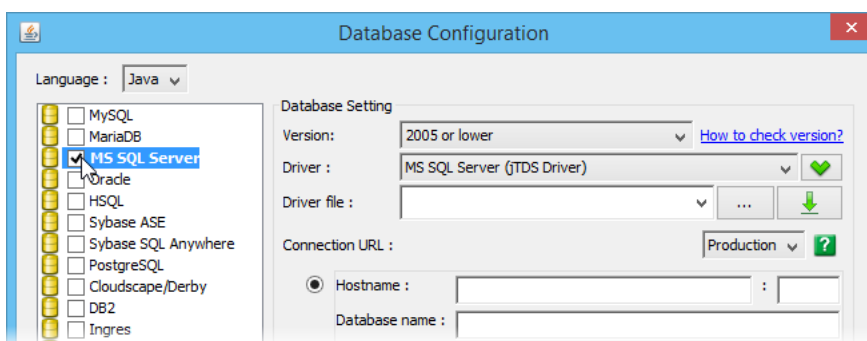 Database Configuration
Language : Java
MySQL
MariaDB
MS SQL Server
Oracle
HSQL
Sybase ASE
Sybase SQL Anywhere
PostgreSQL
Cloudscape/Derby
DB2
Ingres
Database Setting
Version: 2005 or lower How to check version?
Driver : MS SQL Server (jTDS Driver)
Driver file : ...
Connection URL : Production ?
Hostname : :
Database name :